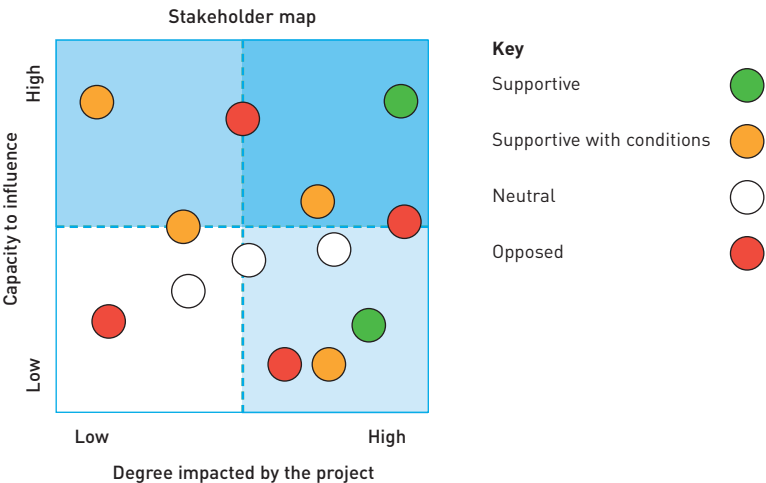 Stakeholder map
High
Capacity to influence
Low
Low
High
Degree impacted by the project
Key
Supportive
Supportive with conditions
Neutral
Opposed